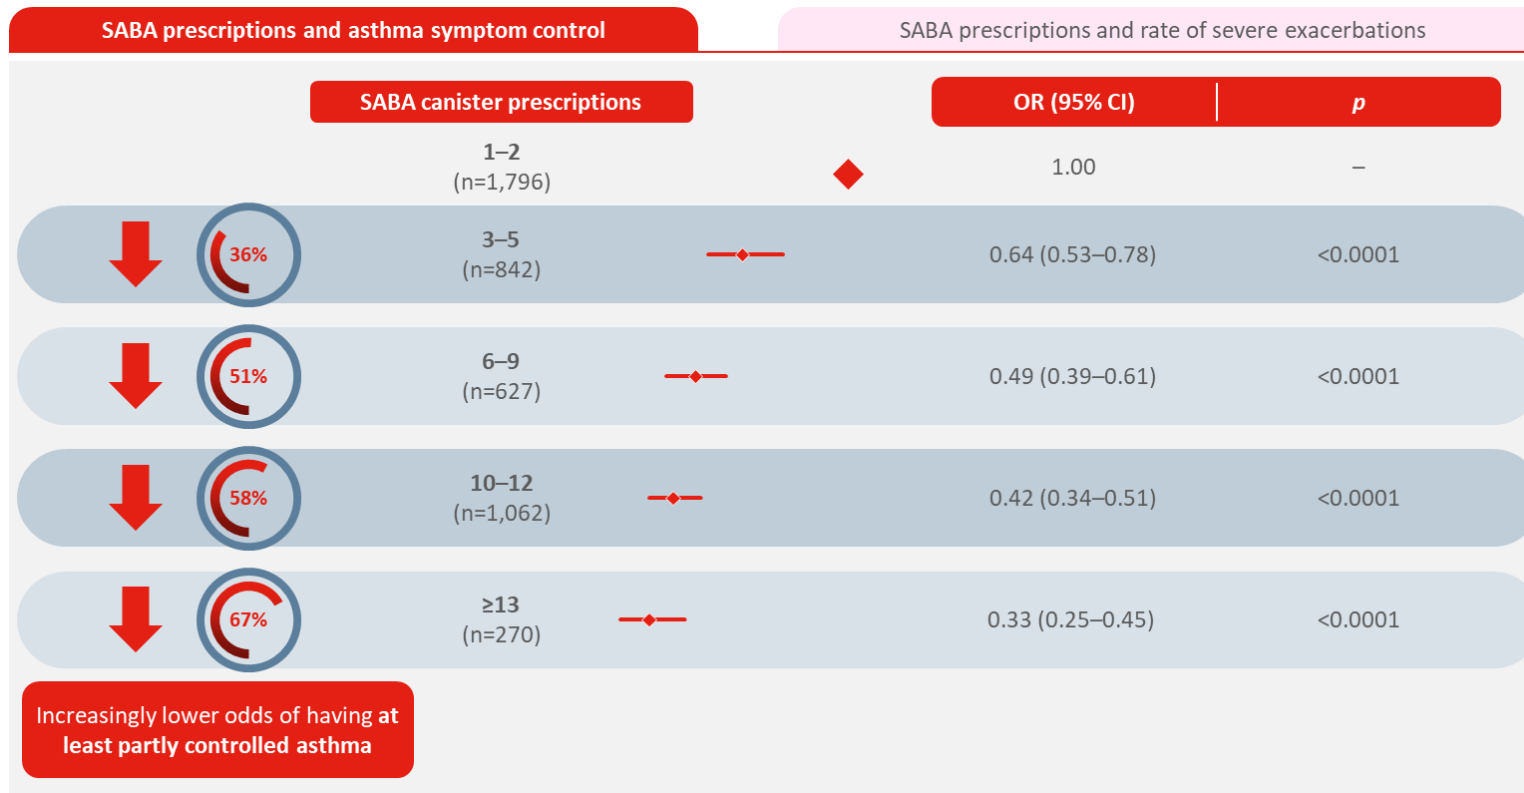 SABA prescriptions and asthma symptom control
SABA prescriptions and rate of severe exacerbations
SABA canister prescriptions
OR (95% CI)
p
1–2
(n=1,796)
1.00
–
36%
3–5
(n=842)
0.64 (0.53–0.78)
<0.0001
51%
6–9
(n=627)
0.49 (0.39–0.61)
<0.0001
58%
10–12
(n=1,062)
0.42 (0.34–0.51)
<0.0001
67%
≥13
(n=270)
0.33 (0.25–0.45)
<0.0001
Increasingly lower odds of having at
least partly controlled asthma